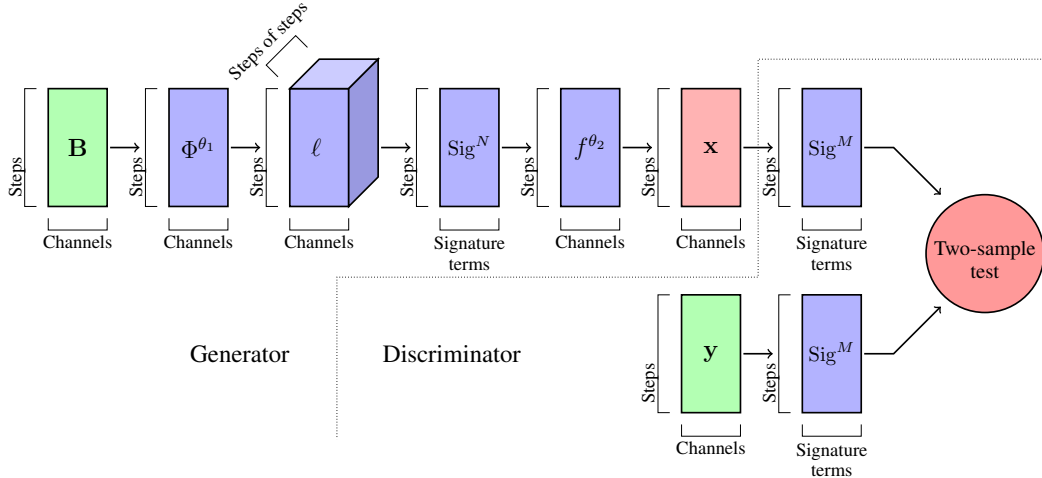 Steps of steps
Steps
B
Channels
Steps
Φ^θ₁
Channels
Steps
ℓ
Channels
Steps
Sig^N
Signature
terms
Steps
f^θ₂
Channels
Steps
x
Channels
Steps
Sig^M
Signature
terms
Two-sample
test
Generator
Discriminator
Steps
y
Channels
Steps
Sig^M
Signature
terms